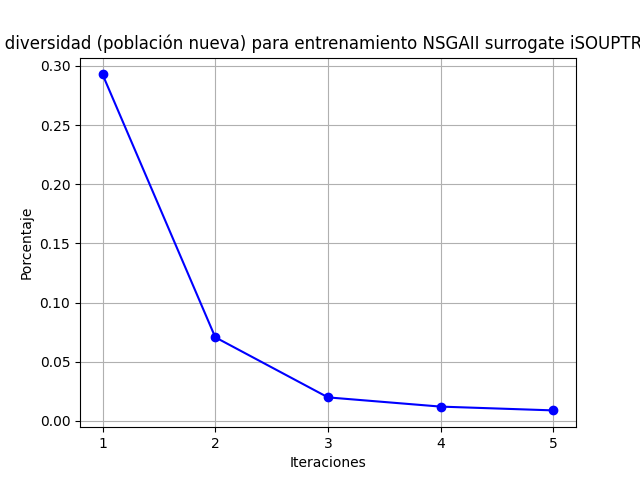 diversidad (población nueva) para entrenamiento NSGAII surrogate iSOUPTR
0.30
0.25
0.20
0.15
0.10
0.05
0.00
Porcentaje
1 2 3 4 5
Iteraciones